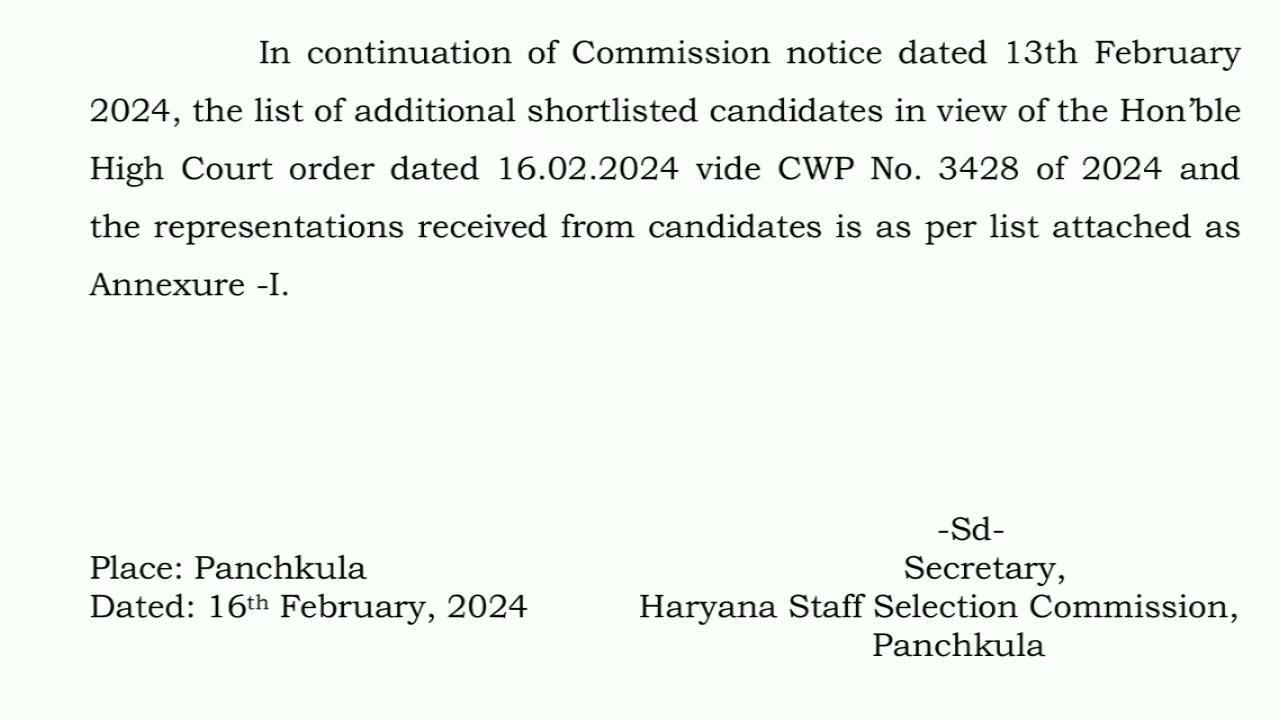 In continuation of Commission notice dated 13th February
2024, the list of additional shortlisted candidates in view of the Hon’ble
High Court order dated 16.02.2024 vide CWP No. 3428 of 2024 and
the representations received from candidates is as per list attached as
Annexure -I.
-Sd-
Place: Panchkula Secretary,
Dated: 16th February, 2024 Haryana Staff Selection Commission,
Panchkula